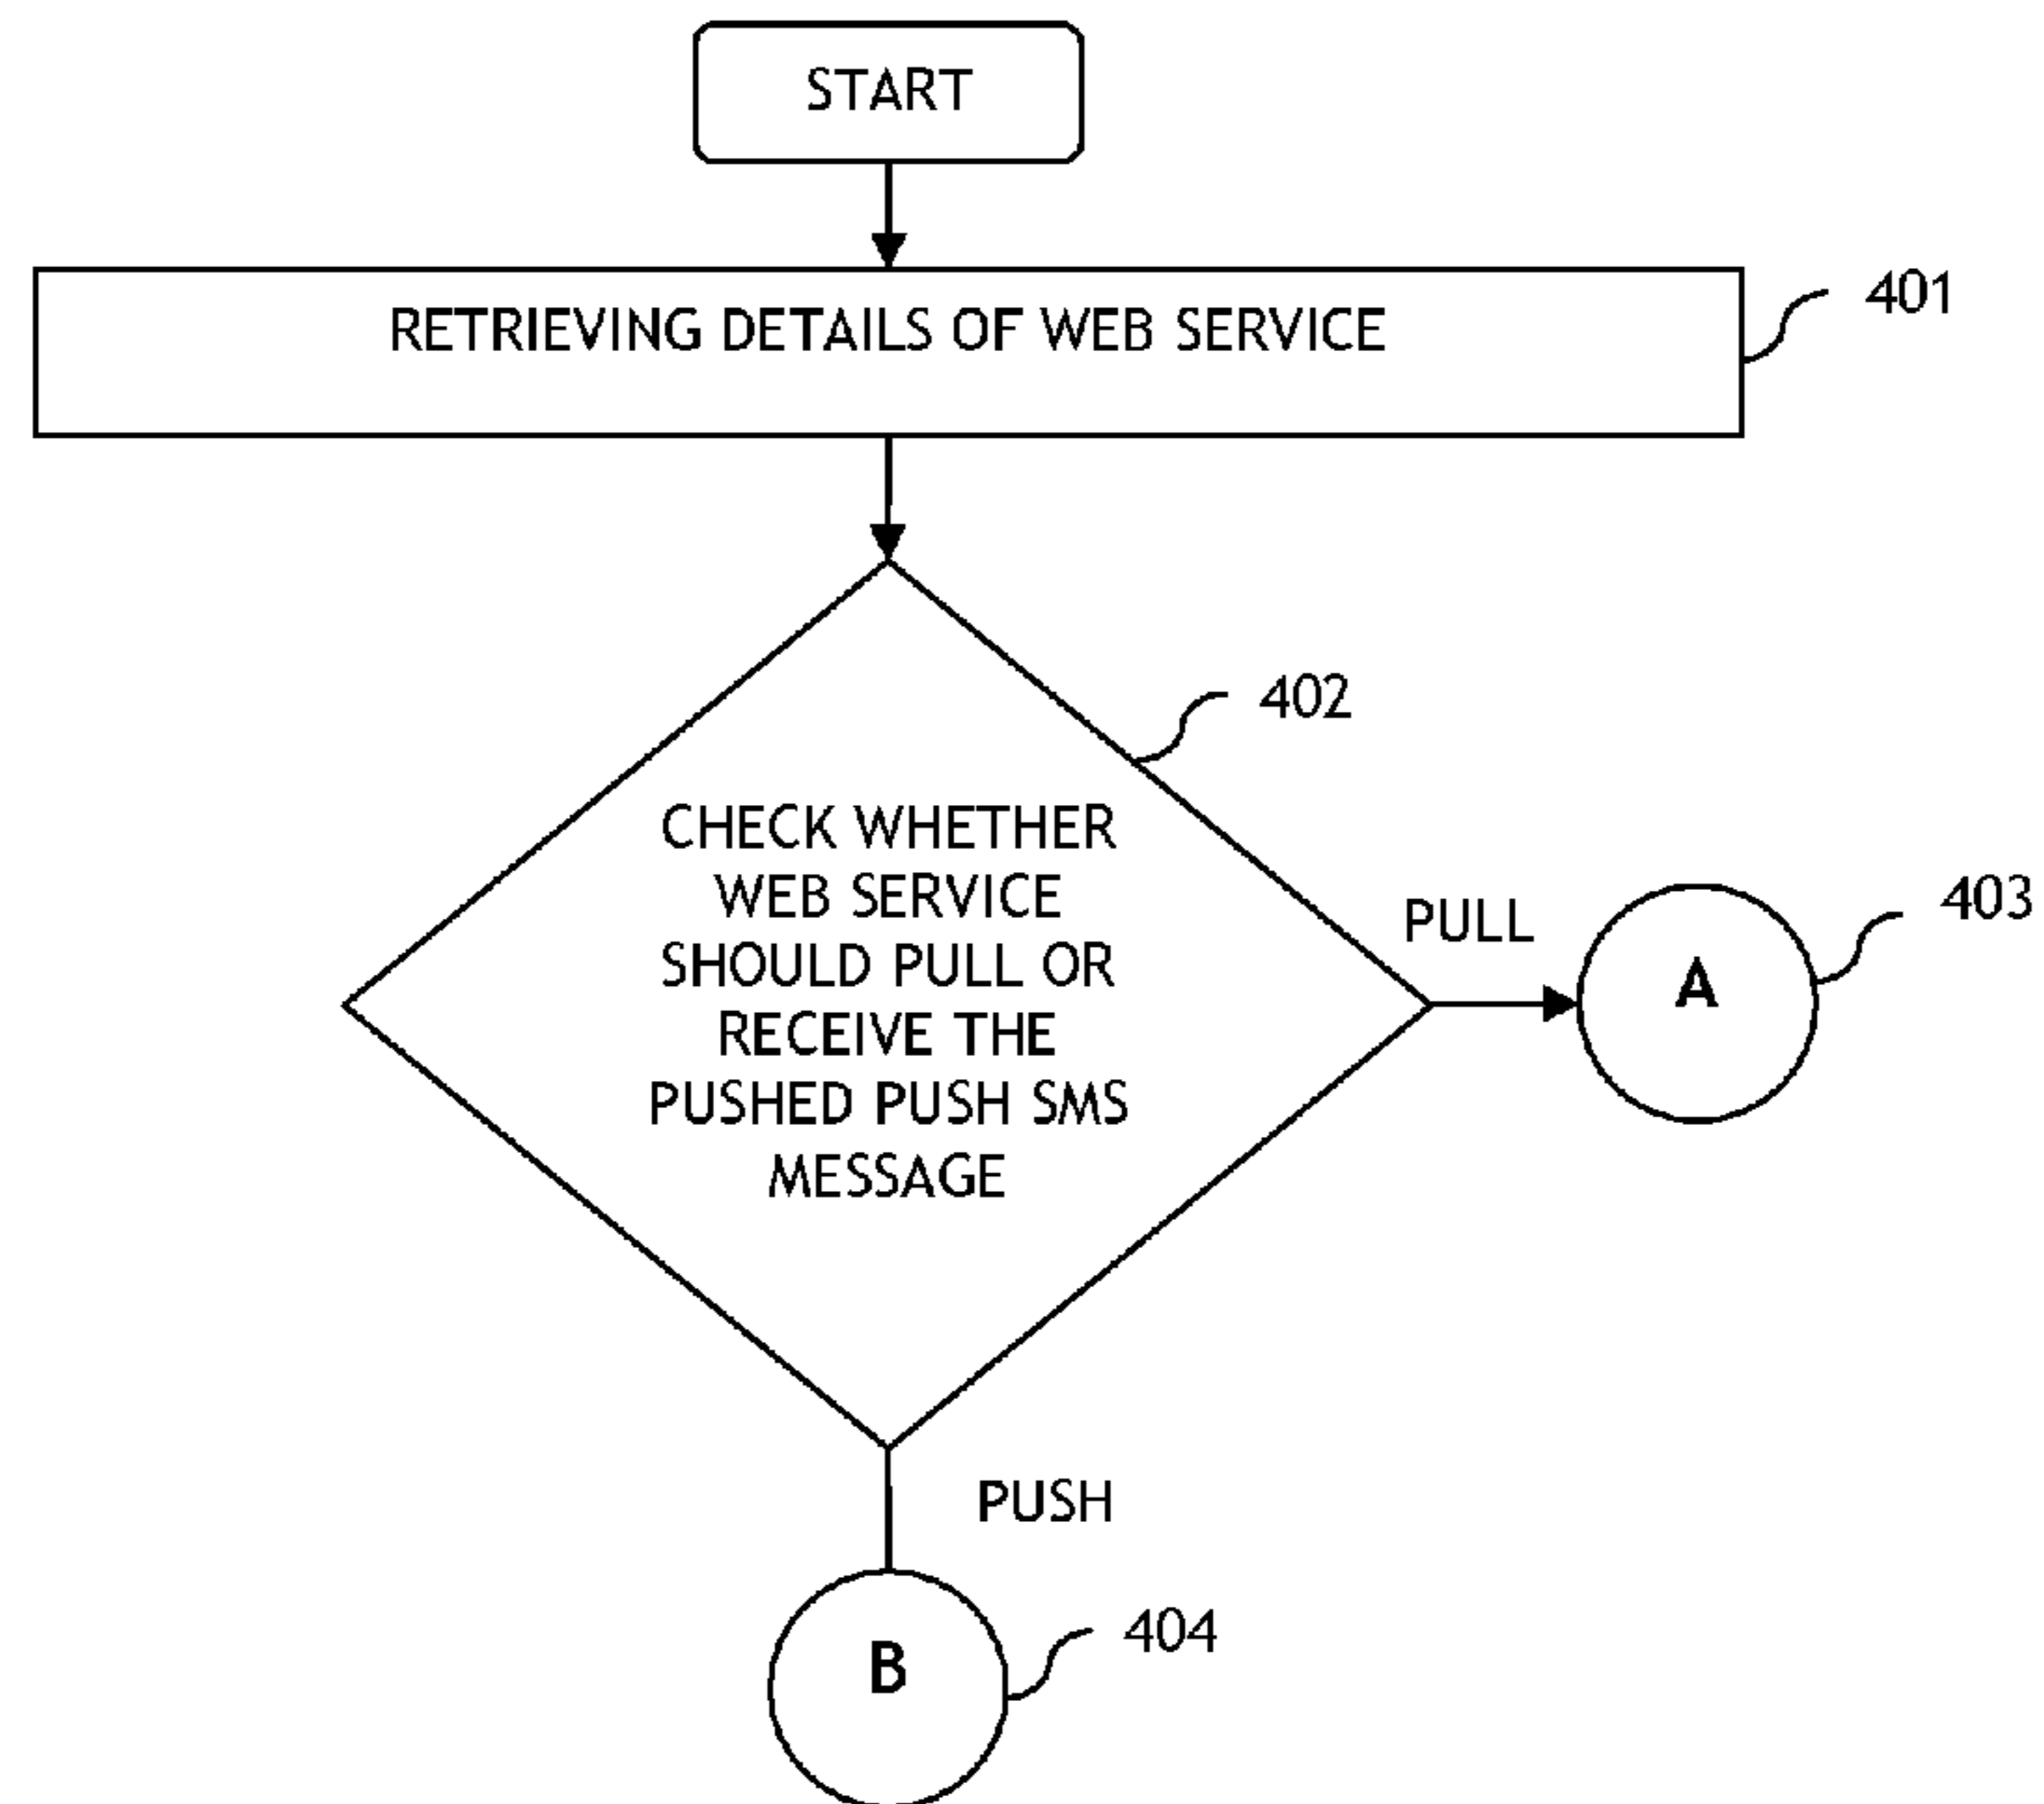 START
RETRIEVING DETAILS OF WEB SERVICE
401
402
CHECK WHETHER
WEB SERVICE
SHOULD PULL OR
RECEIVE THE
PUSHED PUSH SMS
MESSAGE
PULL
A
403
PUSH
B
404